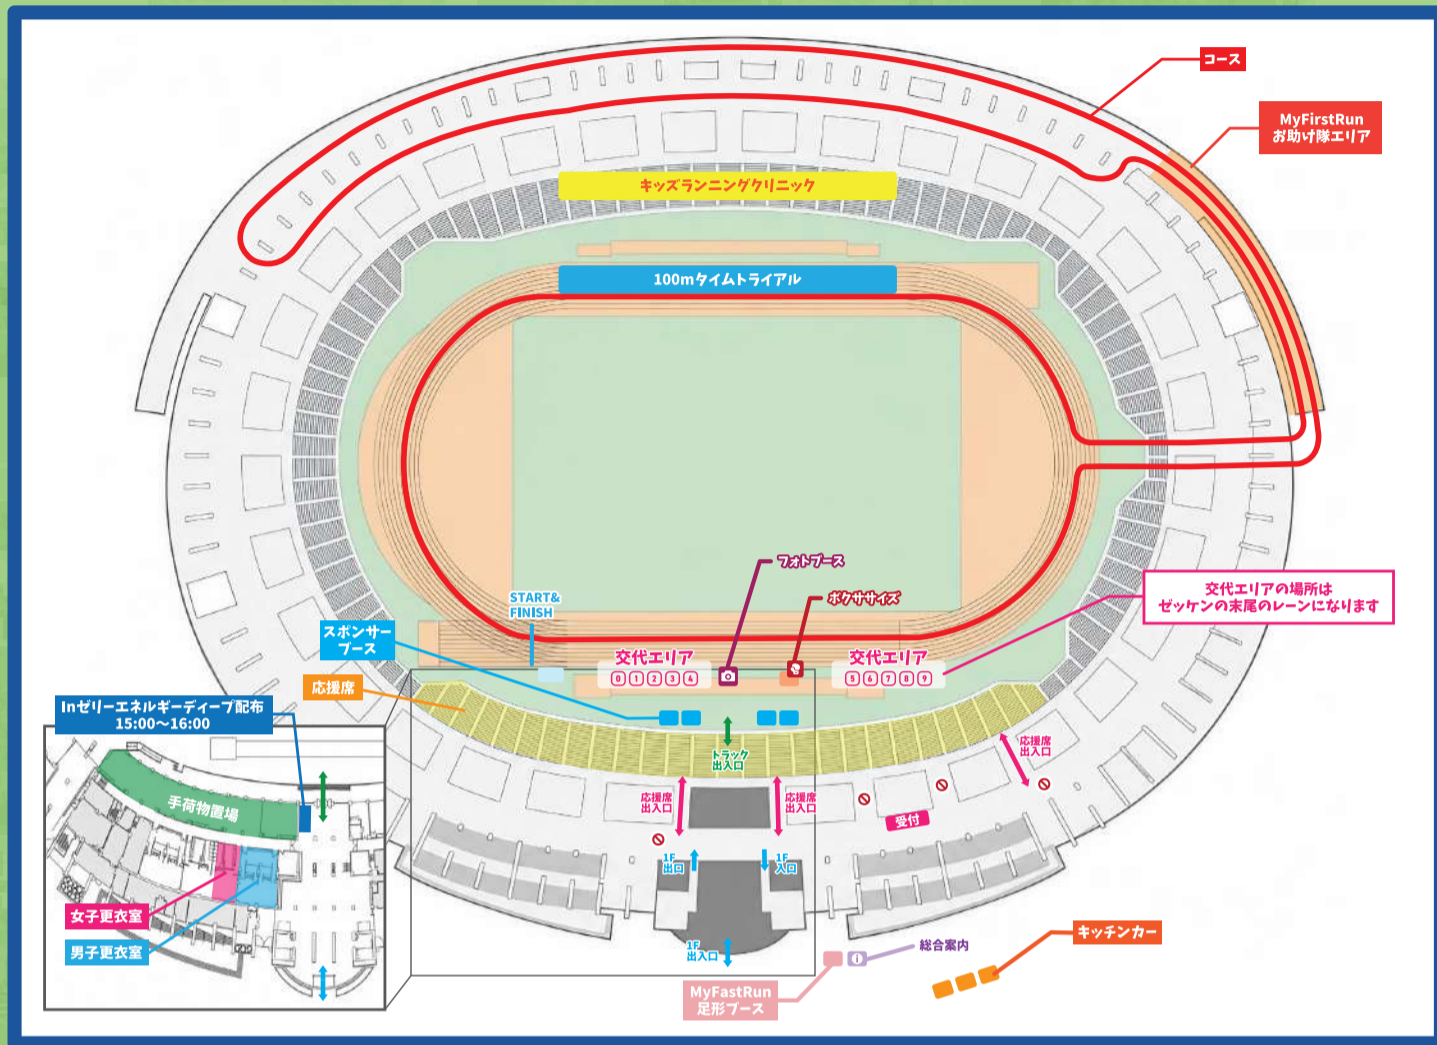 コース
MyFirstRun
お助け隊エリア
キッズランニングクリニック
100mタイムトライアル
フォトブース
ボクササイズ
START&
FINISH
交代エリアの場所は
ゼッケンの末尾のレーンになります
スポンサー
ブース
交代エリア
0 1 2 3 4
交代エリア
5 6 7 8 9
応援席
Inゼリーエネルギーディープ配布
15:00〜16:00
トラック
出入口
応援席
出入口
応援席
出入口
応援席
出入口
手荷物置場
受付
1F
出口
1F
入口
女子更衣室
男子更衣室
1F
出入口
総合案内
キッチンカー
MyFastRun
足形ブース